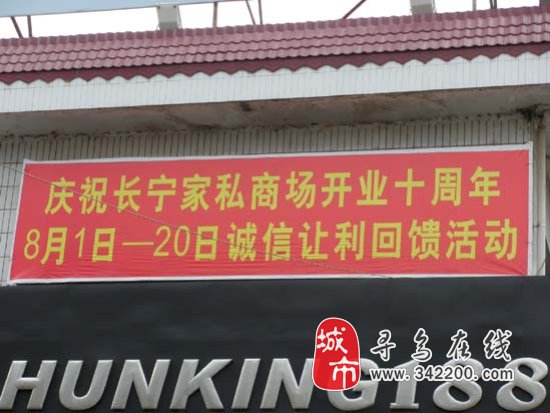 庆祝长宁家私商场开业十周年
8月1日—20日诚信让利回馈活动
HUNKING188
城市
寻乌在线
www.342200.com